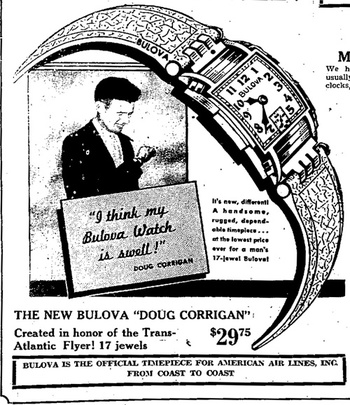 BULOVA
12
BULOVA
M
We h
usually
clocks,
"I think my
Bulova Watch
is swell!"
DOUG CORRIGAN
It's new, different!
A handsome,
rugged, depend-
able timepiece...
at the lowest price
ever for a man's
17-jewel Bulova!
THE NEW BULOVA "DOUG CORRIGAN"
Created in honor of the Trans-
Atlantic Flyer! 17 jewels
$29.75
BULOVA IS THE OFFICIAL TIMEPIECE FOR AMERICAN AIR LINES, INC.
FROM COAST TO COAST